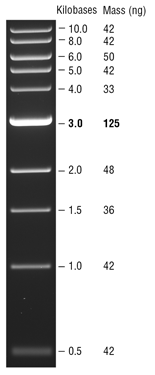 Kilobases Mass (ng)
– 10.0 42
– 8.0 42
– 6.0 50
– 5.0 42
– 4.0 33
– 3.0 125
– 2.0 48
– 1.5 36
– 1.0 42
– 0.5 42